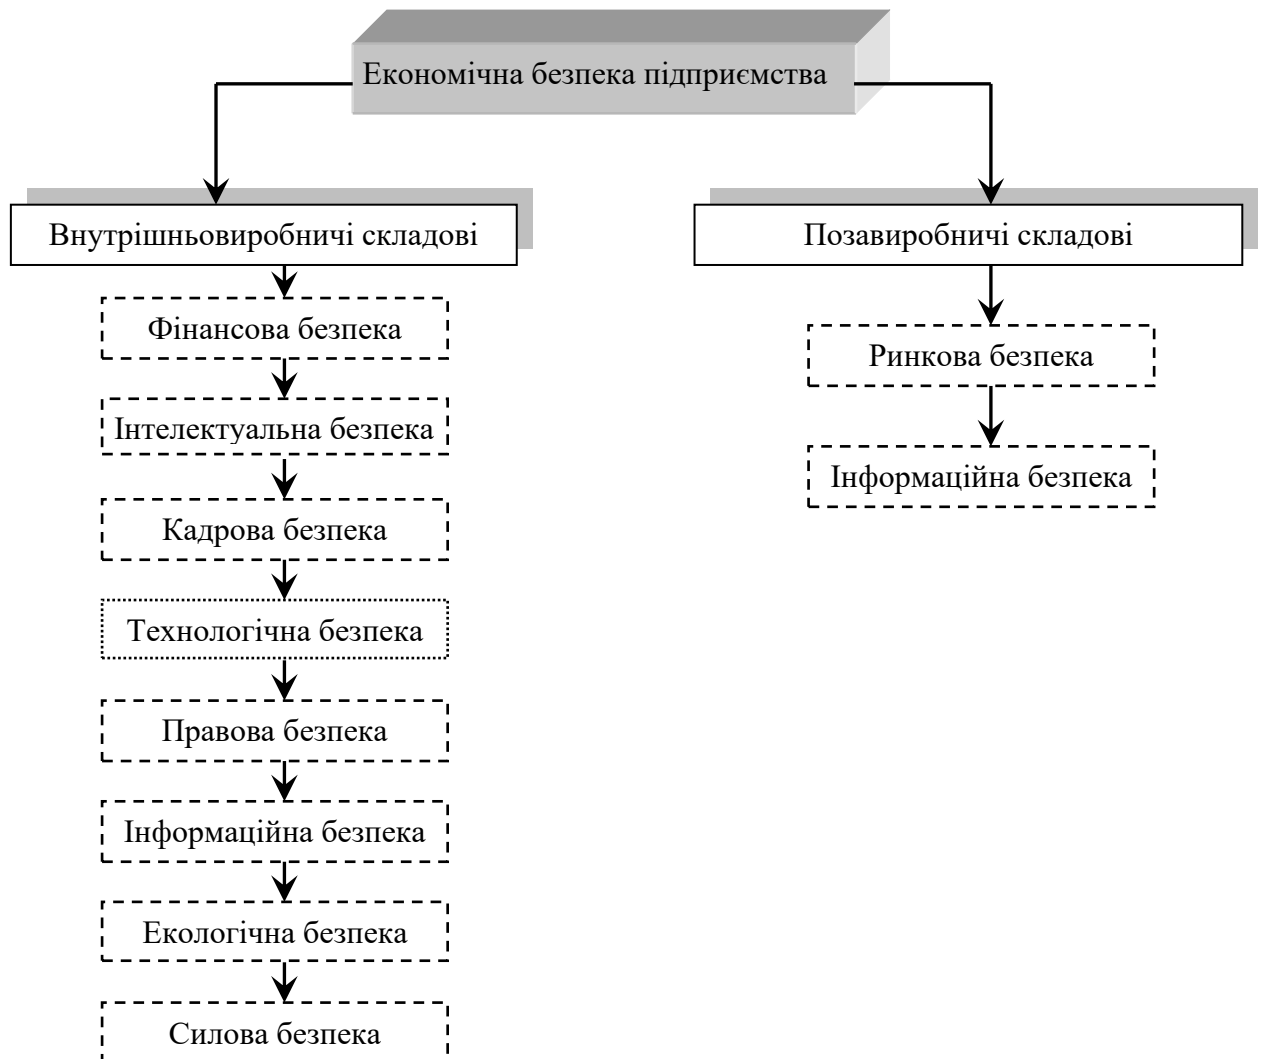 Економічна безпека підприємства
Внутрішньовиробничі складові
Позавиробничі складові
Фінансова безпека
Інтелектуальна безпека
Кадрова безпека
Технологічна безпека
Правова безпека
Інформаційна безпека
Екологічна безпека
Силова безпека
Ринкова безпека
Інформаційна безпека